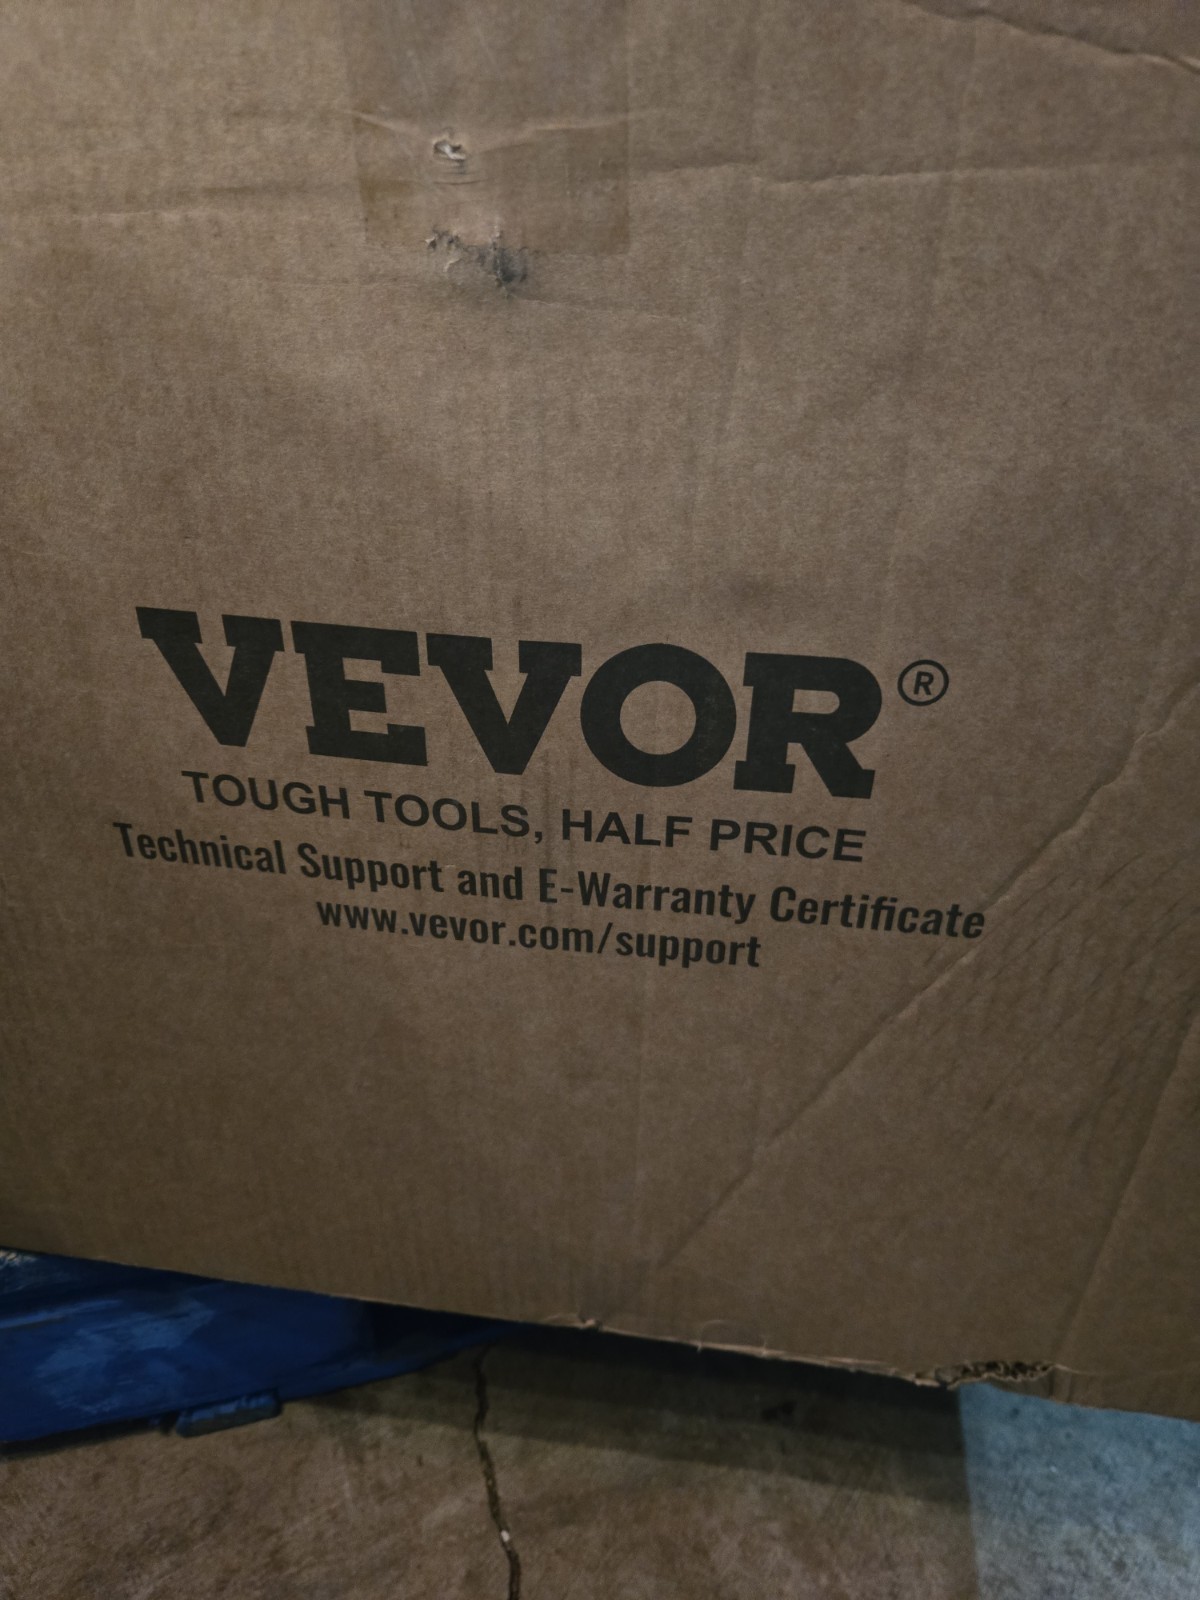 VEVOR®
TOUGH TOOLS, HALF PRICE
Technical Support and E-Warranty Certificate
www.vevor.com/support